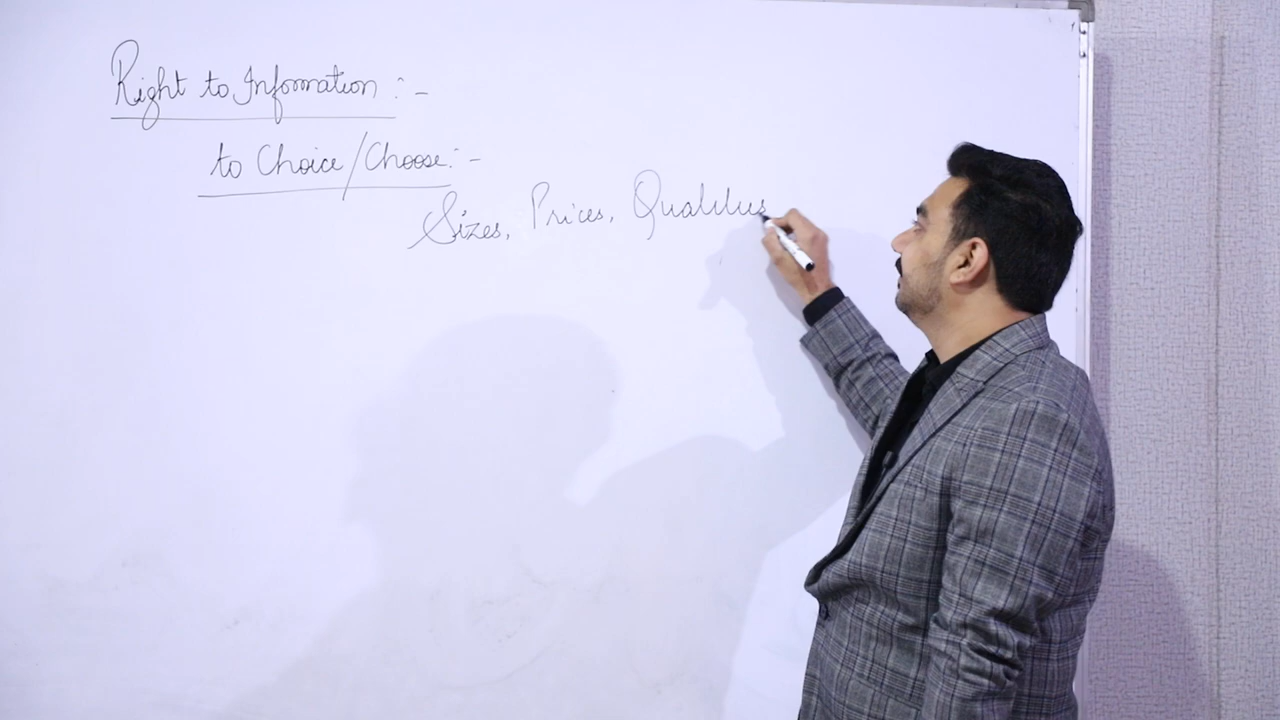 Right to Information :-
to Choice/Choose:-
Sizes, Prices, Qualities